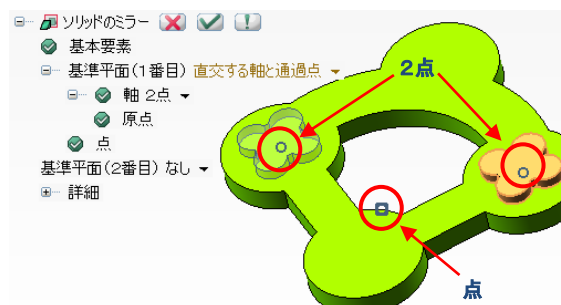 ソリッドのミラー
基本要素
基準平面(1番目) 直交する軸と通過点
軸 2点
原点
点
基準平面(2番目) なし
詳細
2点
点